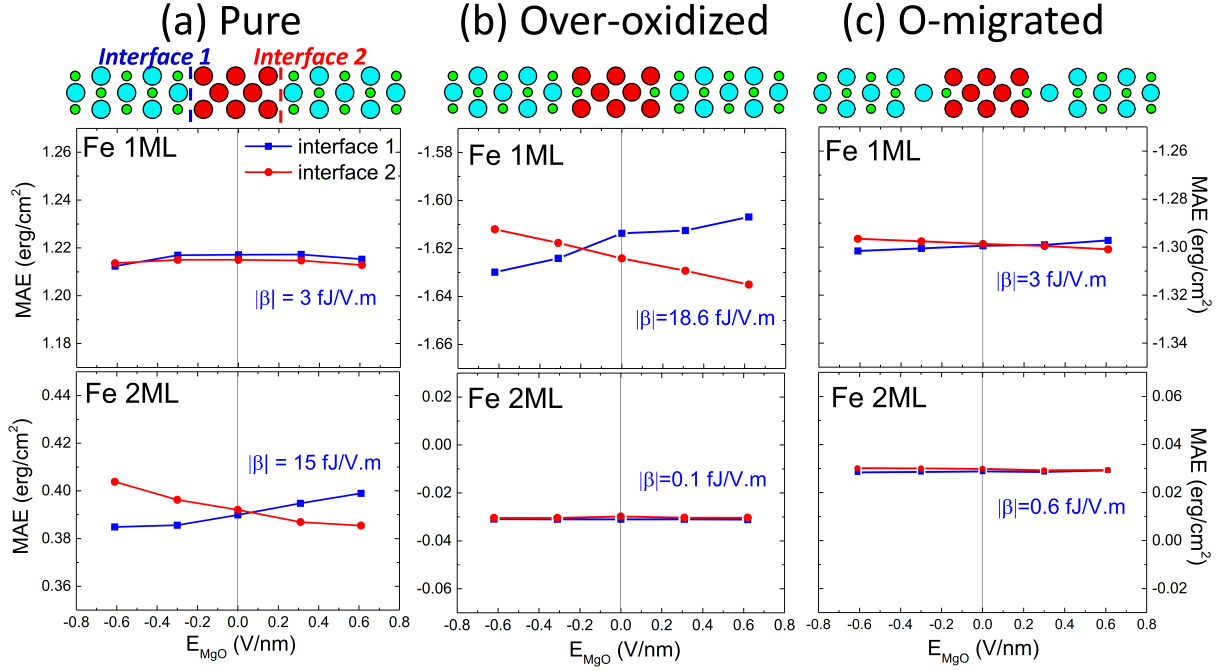 (a) Pure
(b) Over-oxidized
(c) O-migrated
Interface 1
Interface 2
Fe 1ML
interface 1
interface 2
|β| = 3 fJ/V.m
MAE (erg/cm²)
1.26
1.24
1.22
1.20
1.18
Fe 1ML
|β|=18.6 fJ/V.m
-1.58
-1.60
-1.62
-1.64
-1.66
Fe 1ML
|β|=3 fJ/V.m
-1.26
-1.28
-1.30
-1.32
-1.34
MAE (erg/cm²)
Fe 2ML
|β| = 15 fJ/V.m
MAE (erg/cm²)
0.44
0.42
0.40
0.38
0.36
-0.8 -0.6 -0.4 -0.2 0.0 0.2 0.4 0.6 0.8
E_MgO (V/nm)
Fe 2ML
|β|=0.1 fJ/V.m
0.02
0.00
-0.02
-0.04
-0.06
-0.8 -0.6 -0.4 -0.2 0.0 0.2 0.4 0.6 0.8
E_MgO (V/nm)
Fe 2ML
|β|=0.6 fJ/V.m
0.06
0.04
0.02
0.00
-0.02
MAE (erg/cm²)
-0.8 -0.6 -0.4 -0.2 0.0 0.2 0.4 0.6 0.8
E_MgO (V/nm)